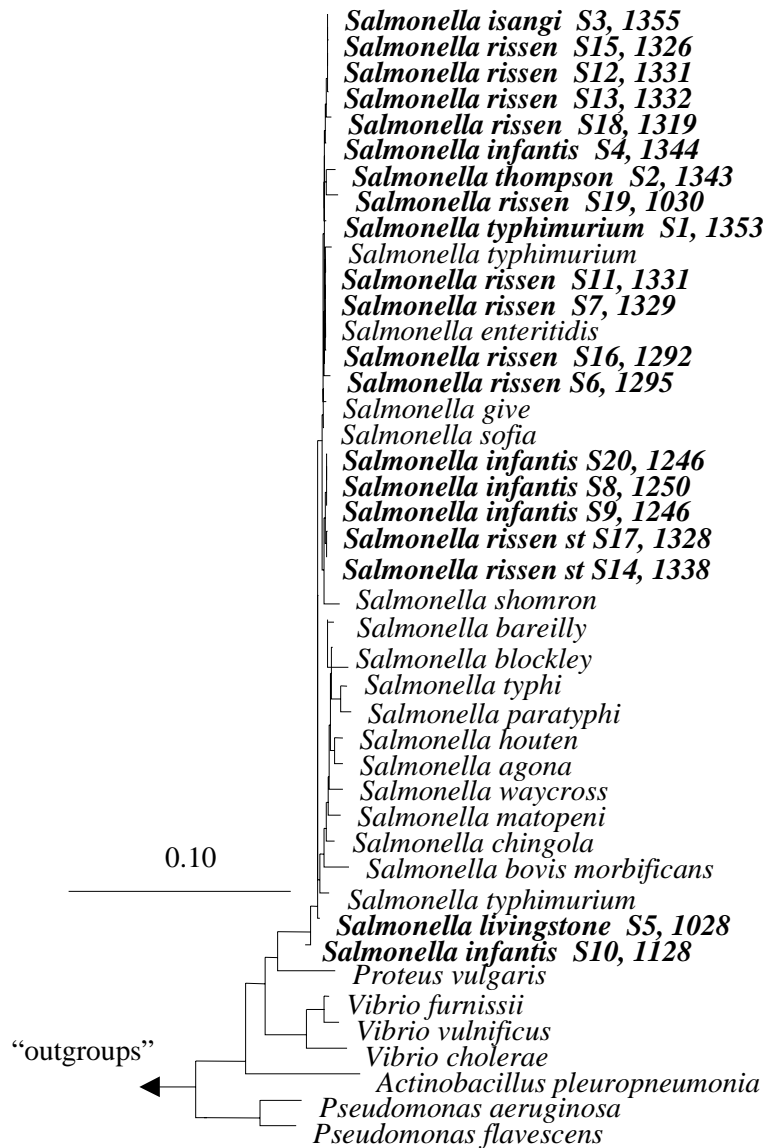 Salmonella isangi S3, 1355
Salmonella rissen S15, 1326
Salmonella rissen S12, 1331
Salmonella rissen S13, 1332
Salmonella rissen S18, 1319
Salmonella infantis S4, 1344
Salmonella thompson S2, 1343
Salmonella rissen S19, 1030
Salmonella typhimurium S1, 1353
Salmonella typhimurium
Salmonella rissen S11, 1331
Salmonella rissen S7, 1329
Salmonella enteritidis
Salmonella rissen S16, 1292
Salmonella rissen S6, 1295
Salmonella give
Salmonella sofia
Salmonella infantis S20, 1246
Salmonella infantis S8, 1250
Salmonella infantis S9, 1246
Salmonella rissen st S17, 1328
Salmonella rissen st S14, 1338
Salmonella shomron
Salmonella bareilly
Salmonella blockley
Salmonella typhi
Salmonella paratyphi
Salmonella houten
Salmonella agona
Salmonella waycross
Salmonella matopeni
Salmonella chingola
0.10
Salmonella bovis morbificans
Salmonella typhimurium
Salmonella livingstone S5, 1028
Salmonella infantis S10, 1128
Proteus vulgaris
Vibrio furnissii
Vibrio vulnificus
“outgroups”
Vibrio cholerae
Actinobacillus pleuropneumonia
Pseudomonas aeruginosa
Pseudomonas flavescens